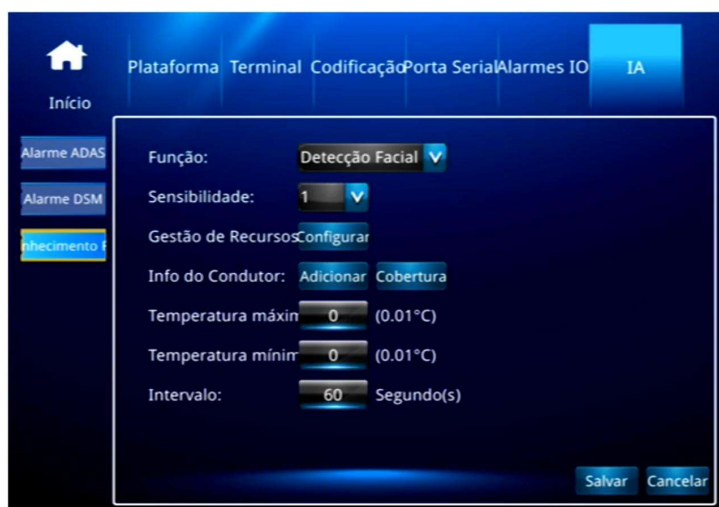 Início
Plataforma Terminal Codificação Porta Serial Alarmes IO IA
Alarme ADAS
Alarme DSM
nhecimento F
Função: Detecção Facial
Sensibilidade: 1
Gestão de Recursos Configurar
Info do Condutor: Adicionar Cobertura
Temperatura máxim 0 (0.01°C)
Temperatura mínim 0 (0.01°C)
Intervalo: 60 Segundo(s)
Salvar Cancelar